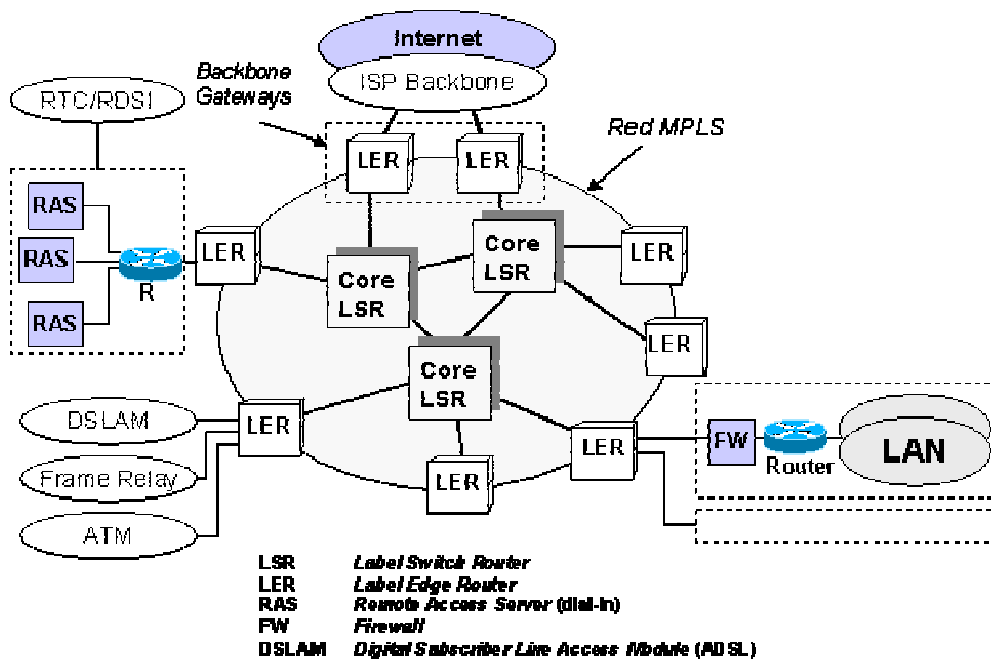 Internet
ISP Backbone
Backbone
Gateways
RTC/RDSI
Red MPLS
LER
LER
RAS
RAS
RAS
R
LER
Core
LSR
Core
LSR
LER
LER
Core
LSR
DSLAM
Frame Relay
ATM
LER
LER
LER
FW
Router
LAN
LSR Label Switch Router
LER Label Edge Router
RAS Remote Access Server (dial-in)
FW Firewall
DSLAM Digital Subscriber Line Access Module (ADSL)